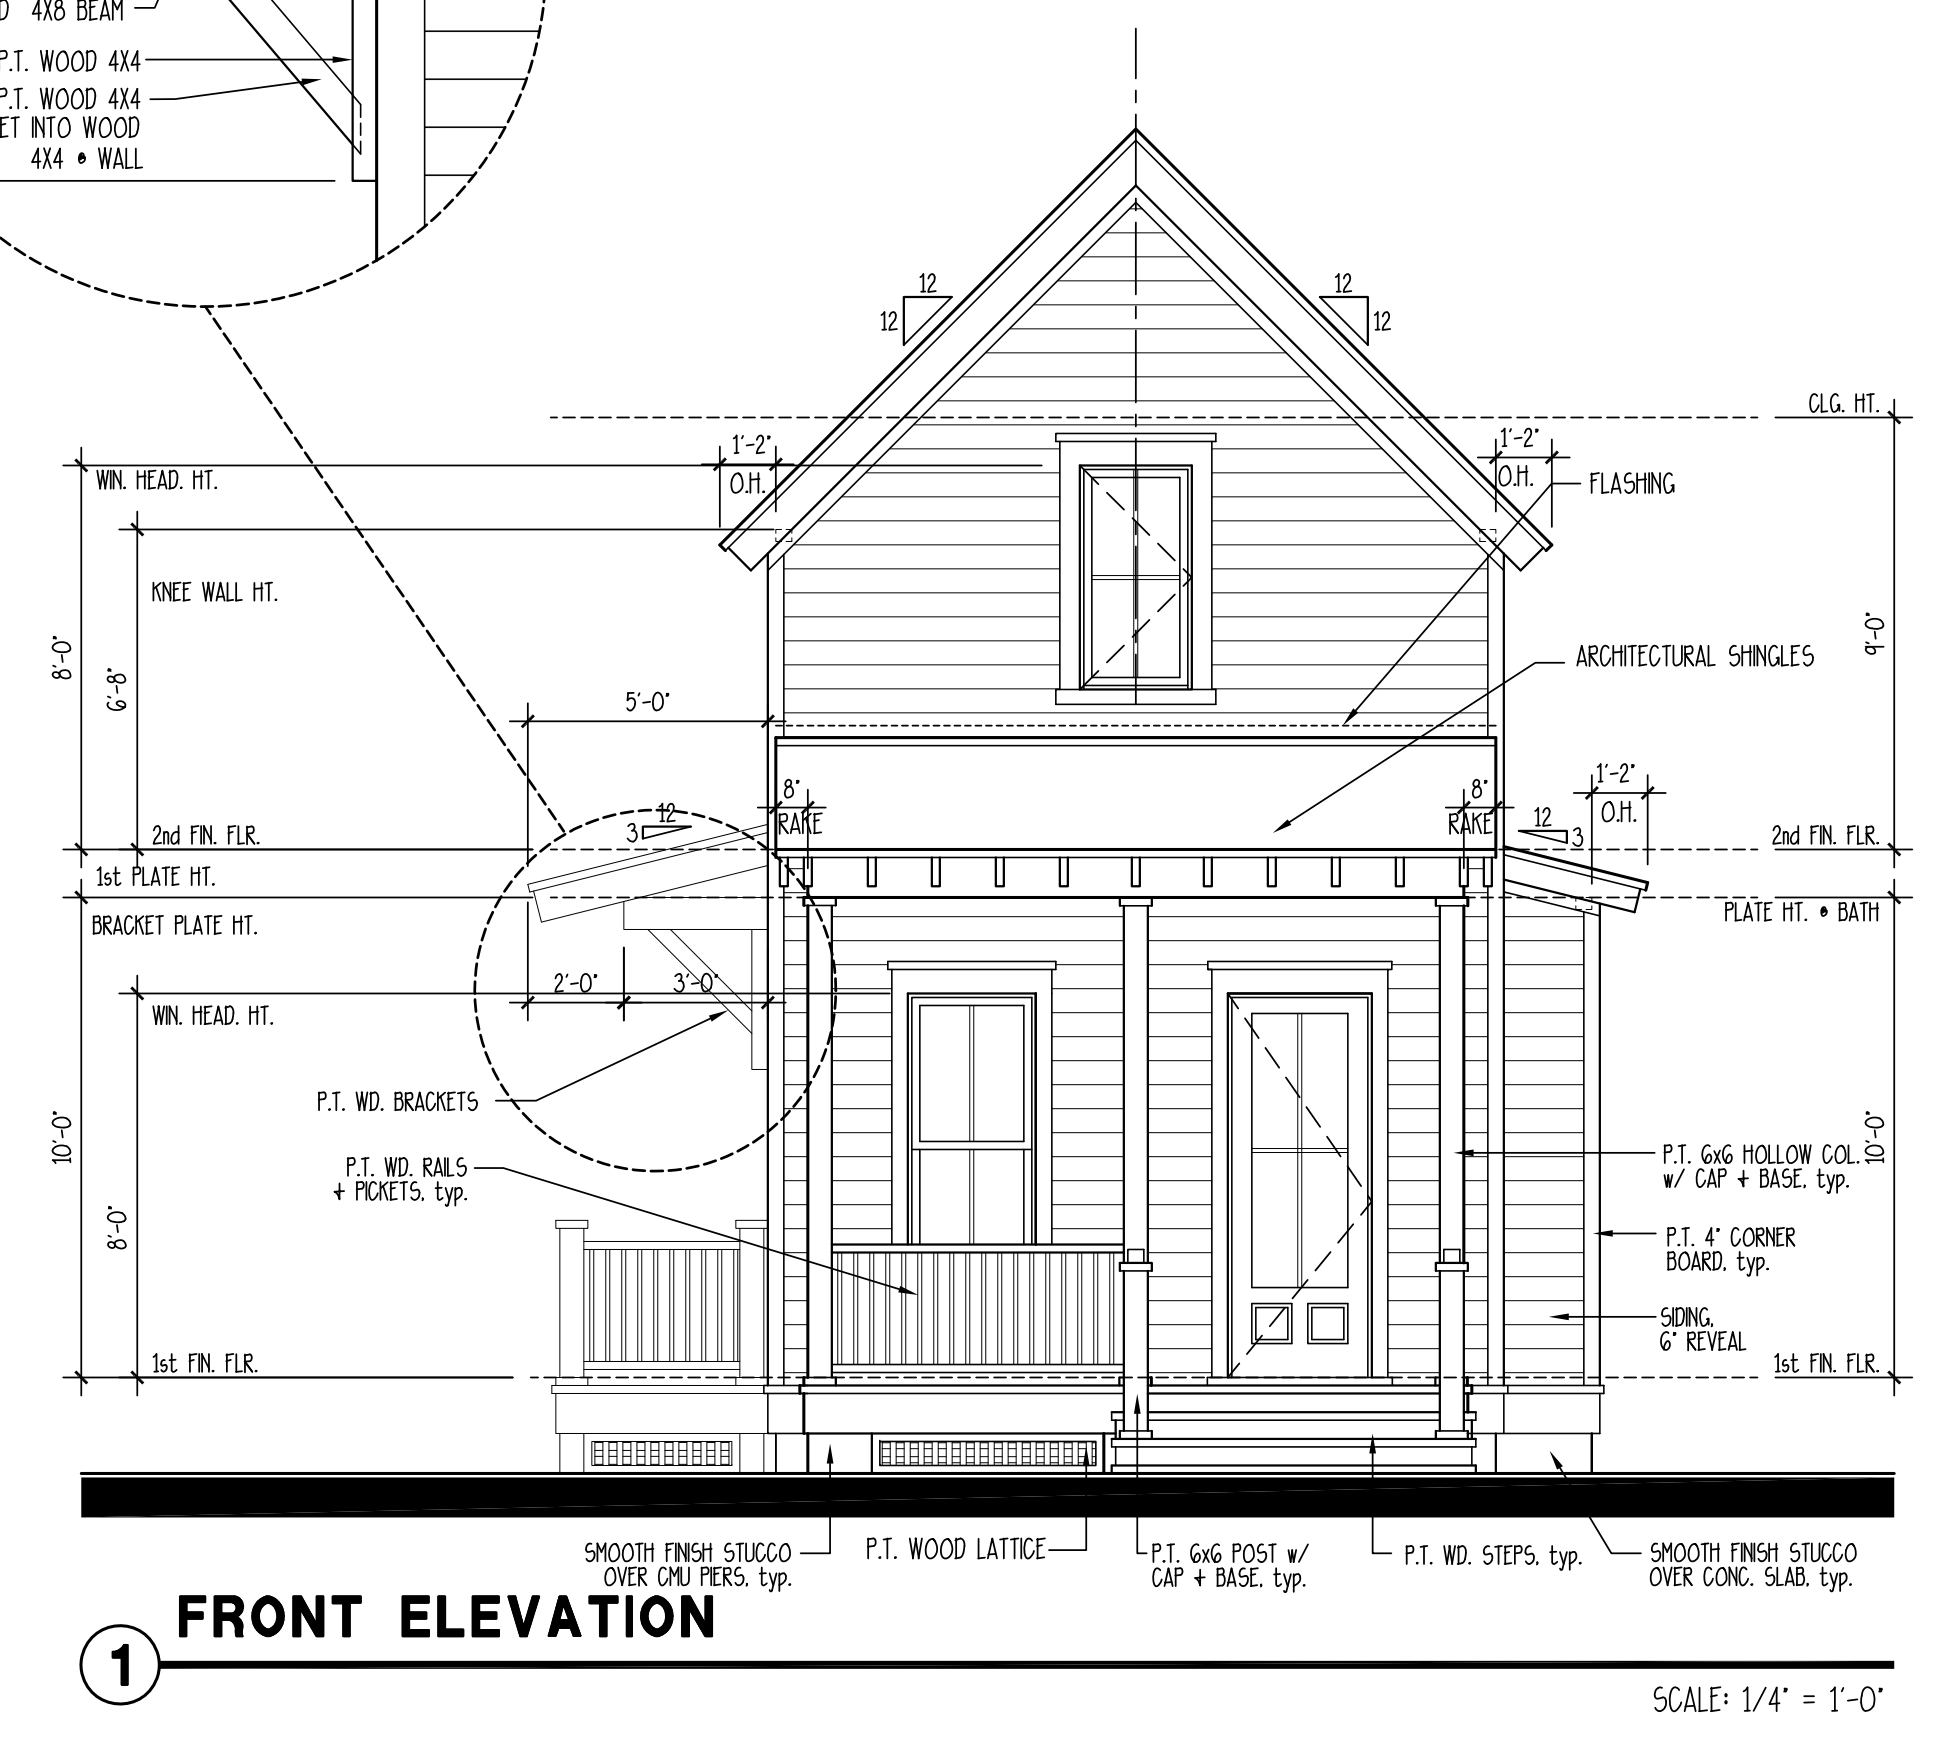 4X8 BEAM
P.T. WOOD 4X4
P.T. WOOD 4X4
INTO WOOD
4X4 @ WALL
12
12
12
12
CLG. HT.
1'-2"
O.H.
1'-2"
O.H.
WIN. HEAD. HT.
FLASHING
KNEE WALL HT.
8'-0"
6'-8"
9'-0"
ARCHITECTURAL SHINGLES
5'-0"
8"
RAKE
8"
RAKE
1'-2"
O.H.
12
3
12
3
2nd FIN. FLR.
2nd FIN. FLR.
1st PLATE HT.
BRACKET PLATE HT.
PLATE HT. @ BATH
2'-0"
3'-0"
WIN. HEAD. HT.
P.T. WD. BRACKETS
10'-0"
10'-0"
P.T. WD. RAILS
+ PICKETS, typ.
P.T. 6x6 HOLLOW COL.
w/ CAP + BASE, typ.
8'-0"
P.T. 4" CORNER
BOARD, typ.
SIDING,
6" REVEAL
1st FIN. FLR.
1st FIN. FLR.
SMOOTH FINISH STUCCO
OVER CMU PIERS, typ.
P.T. WOOD LATTICE
P.T. 6x6 POST w/
CAP + BASE, typ.
P.T. WD. STEPS, typ.
SMOOTH FINISH STUCCO
OVER CONC. SLAB, typ.
1
FRONT ELEVATION
SCALE: 1/4" = 1'-0"